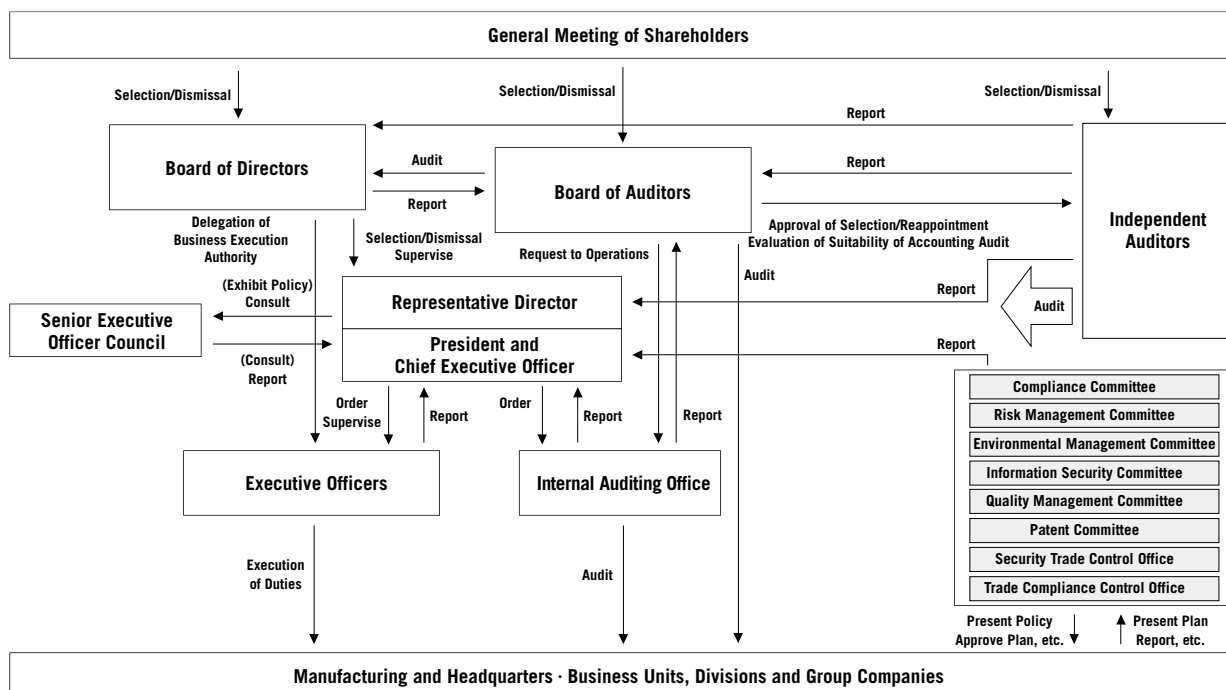 General Meeting of Shareholders
Selection/Dismissal
Selection/Dismissal
Selection/Dismissal
Report
Board of Directors
Audit
Report
Board of Auditors
Report
Independent
Auditors
Delegation of
Business Execution
Authority
Selection/Dismissal
Supervise
Request to Operations
Approval of Selection/Reappointment
Evaluation of Suitability of Accounting Audit
Audit
(Exhibit Policy)
Consult
Representative Director
Report
Audit
Senior Executive
Officer Council
President and
Chief Executive Officer
(Consult)
Report
Report
Order
Supervise
Report
Order
Report
Report
Compliance Committee
Risk Management Committee
Environmental Management Committee
Information Security Committee
Quality Management Committee
Patent Committee
Security Trade Control Office
Trade Compliance Control Office
Executive Officers
Internal Auditing Office
Execution
of Duties
Audit
Present Policy
Approve Plan, etc.
Present Plan
Report, etc.
Manufacturing and Headquarters · Business Units, Divisions and Group Companies